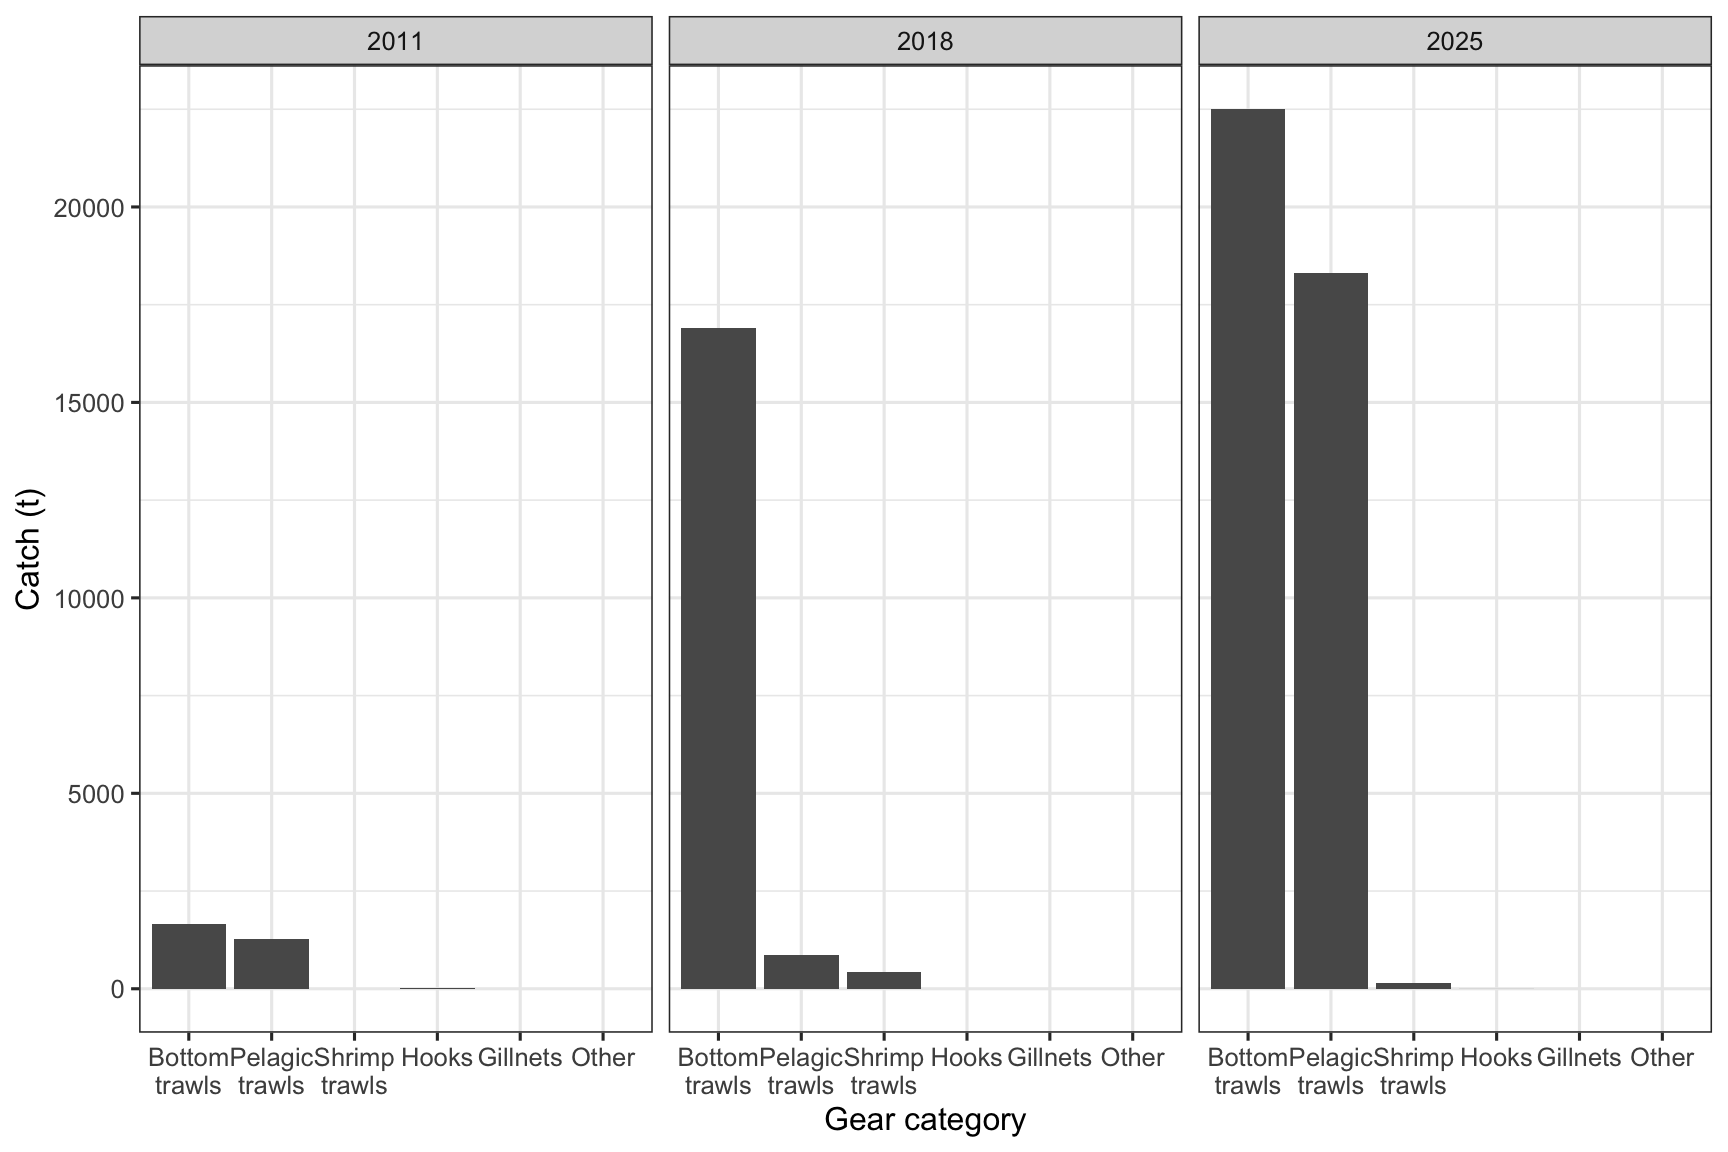 2011 2018 2025
Catch (t)
20000
15000
10000
5000
0
Bottom Pelagic Shrimp Hooks Gillnets Other Bottom Pelagic Shrimp Hooks Gillnets Other Bottom Pelagic Shrimp Hooks Gillnets Other
trawls trawls trawls trawls trawls trawls trawls trawls trawls
Gear category